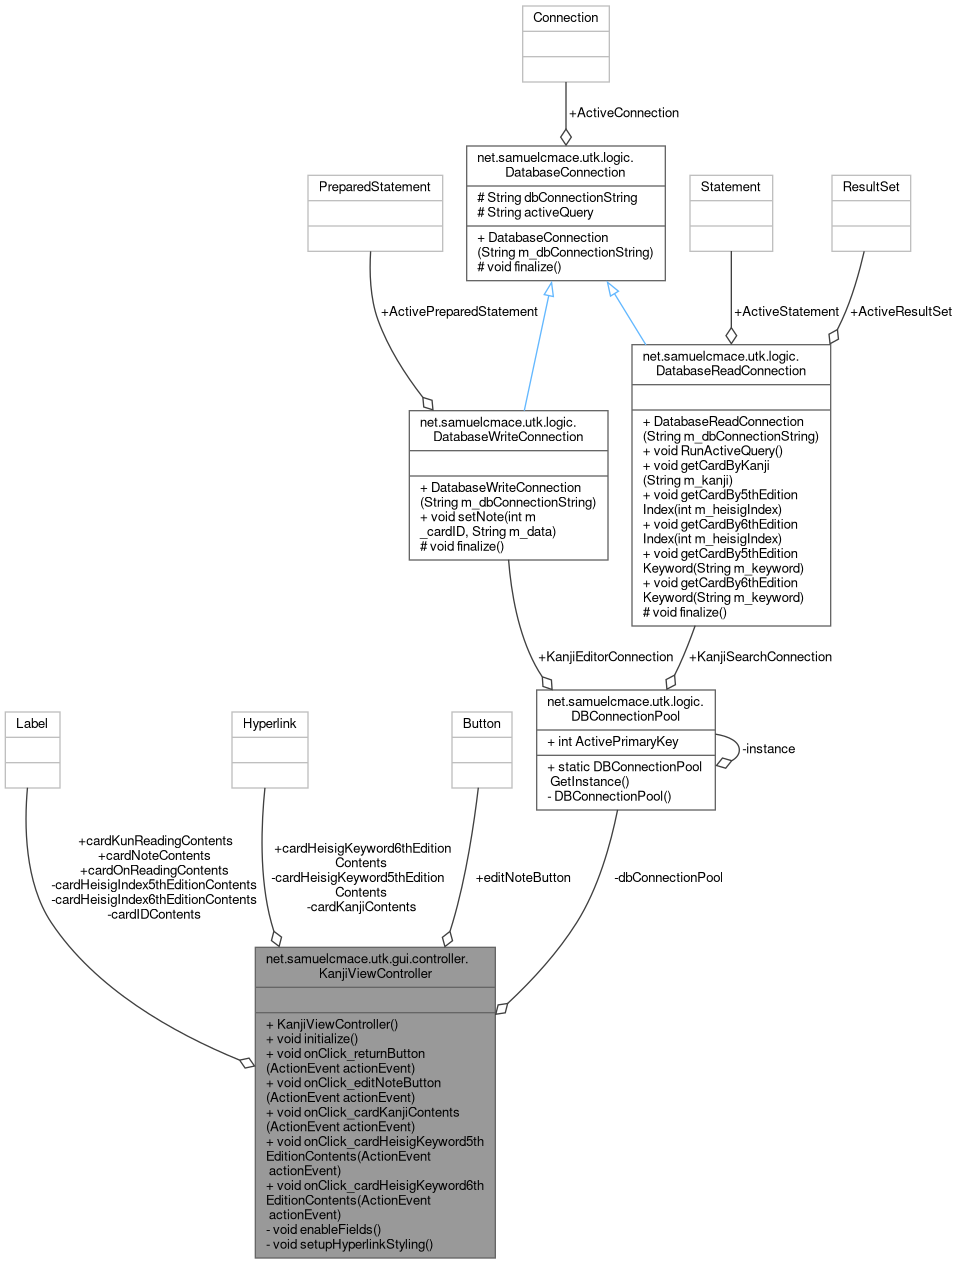 Connection
+ActiveConnection
net.samuelcmace.utk.logic.
DatabaseConnection
# String dbConnectionString
# String activeQuery
+ DatabaseConnection
(String m_dbConnectionString)
# void finalize()
PreparedStatement
Statement
ResultSet
+ActivePreparedStatement
+ActiveStatement
+ActiveResultSet
net.samuelcmace.utk.logic.
DatabaseReadConnection
+ DatabaseReadConnection
(String m_dbConnectionString)
+ void RunActiveQuery()
+ void getCardByKanji
(String m_kanji)
+ void getCardBy5thEdition
Index(int m_heisigIndex)
+ void getCardBy6thEdition
Index(int m_heisigIndex)
+ void getCardBy5thEdition
Keyword(String m_keyword)
+ void getCardBy6thEdition
Keyword(String m_keyword)
# void finalize()
net.samuelcmace.utk.logic.
DatabaseWriteConnection
+ DatabaseWriteConnection
(String m_dbConnectionString)
+ void setNote(int m
_cardID, String m_data)
# void finalize()
+KanjiEditorConnection
+KanjiSearchConnection
net.samuelcmace.utk.logic.
DBConnectionPool
+ int ActivePrimaryKey
+ static DBConnectionPool
GetInstance()
- DBConnectionPool()
-instance
Label
Hyperlink
Button
+cardKunReadingContents
+cardNoteContents
+cardOnReadingContents
-cardHeisigIndex5thEditionContents
-cardHeisigIndex6thEditionContents
-cardIDContents
+cardHeisigKeyword6thEdition
Contents
-cardHeisigKeyword5thEdition
Contents
-cardKanjiContents
+editNoteButton
-dbConnectionPool
net.samuelcmace.utk.gui.controller.
KanjiViewController
+ KanjiViewController()
+ void initialize()
+ void onClick_returnButton
(ActionEvent actionEvent)
+ void onClick_editNoteButton
(ActionEvent actionEvent)
+ void onClick_cardKanjiContents
(ActionEvent actionEvent)
+ void onClick_cardHeisigKeyword5th
EditionContents(ActionEvent
actionEvent)
+ void onClick_cardHeisigKeyword6th
EditionContents(ActionEvent
actionEvent)
- void enableFields()
- void setupHyperlinkStyling()